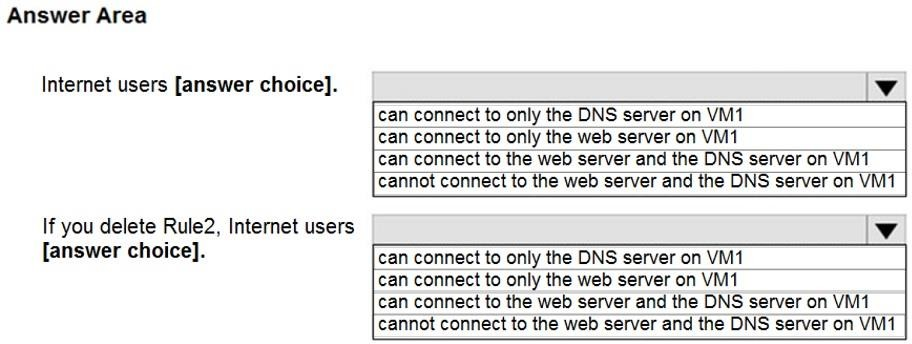 Answer Area
Internet users [answer choice].
can connect to only the DNS server on VM1
can connect to only the web server on VM1
can connect to the web server and the DNS server on VM1
cannot connect to the web server and the DNS server on VM1
If you delete Rule2, Internet users
[answer choice].
can connect to only the DNS server on VM1
can connect to only the web server on VM1
can connect to the web server and the DNS server on VM1
cannot connect to the web server and the DNS server on VM1